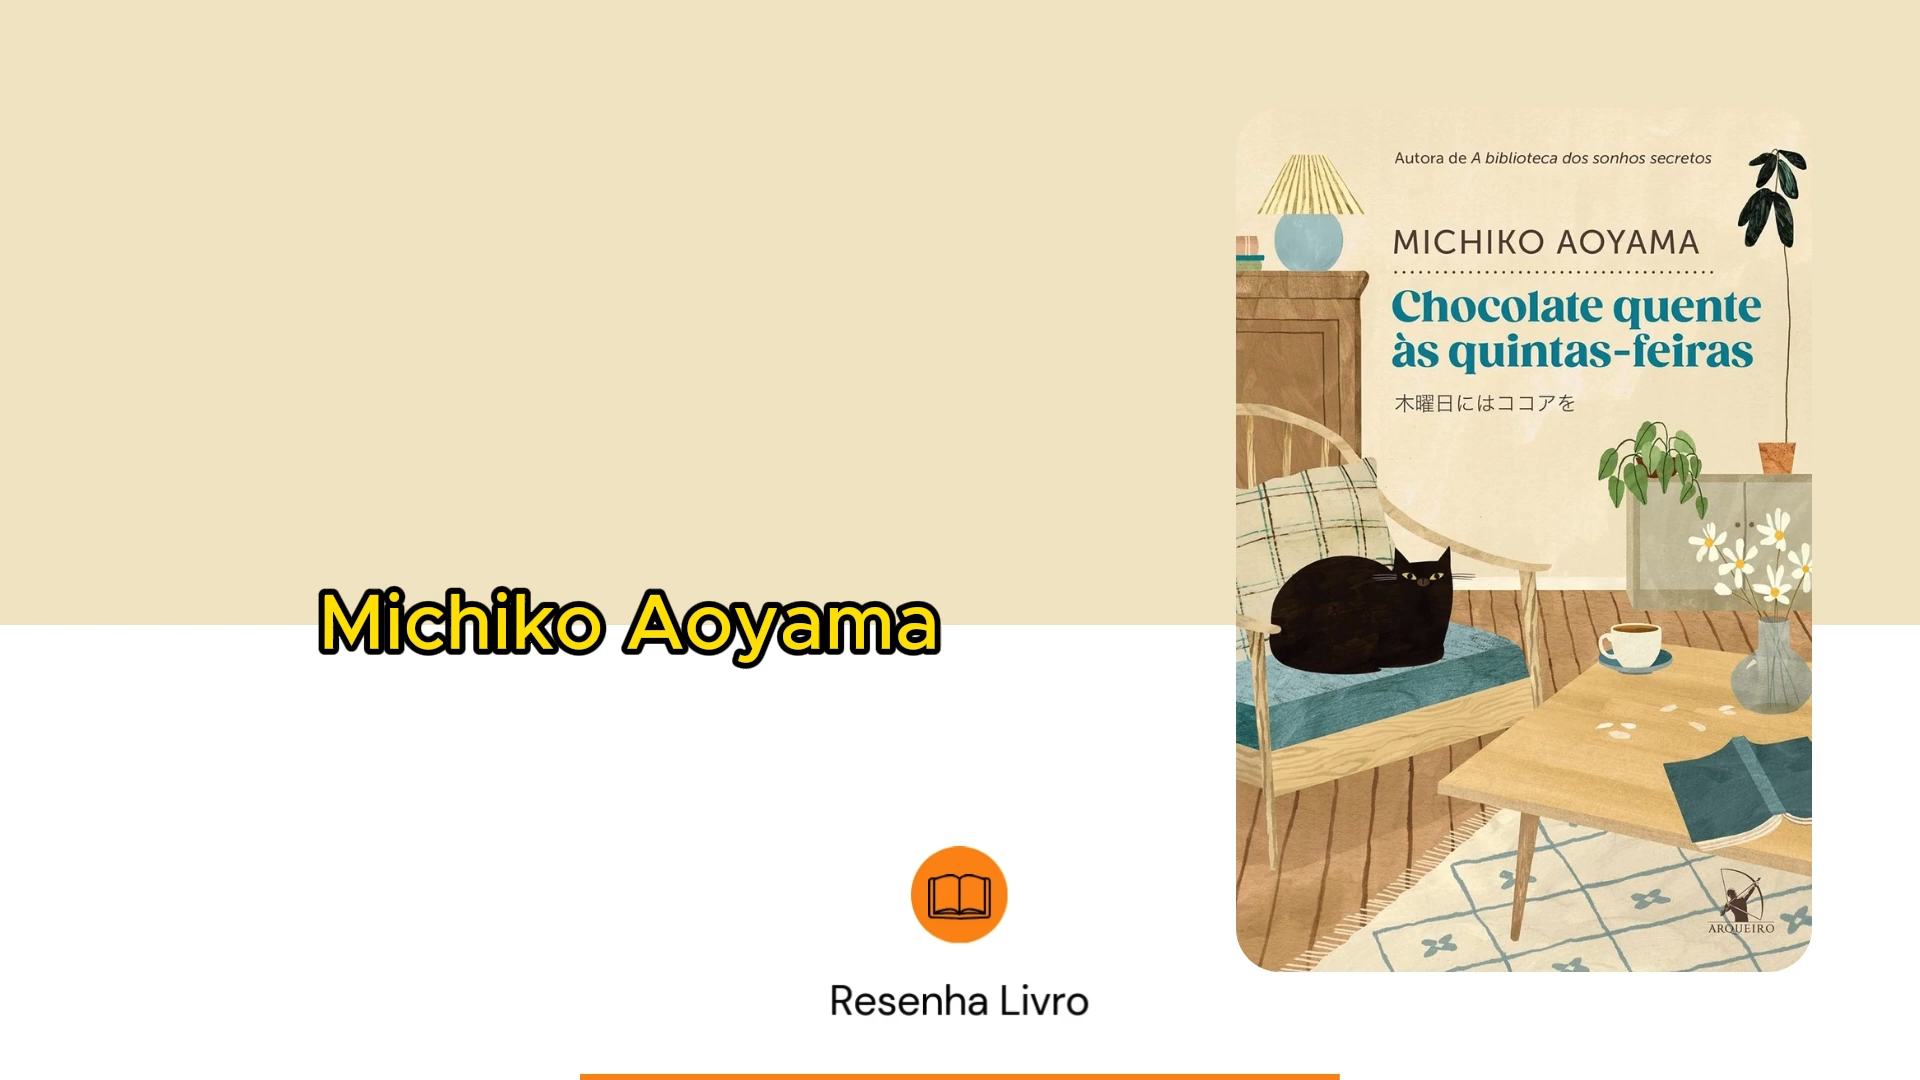 Autora de A biblioteca dos sonhos secretos
MICHIKO AOYAMA
Chocolate quente
às quintas-feiras
木曜日にはココアを
Michiko Aoyama
ARQUEIRO
Resenha Livro